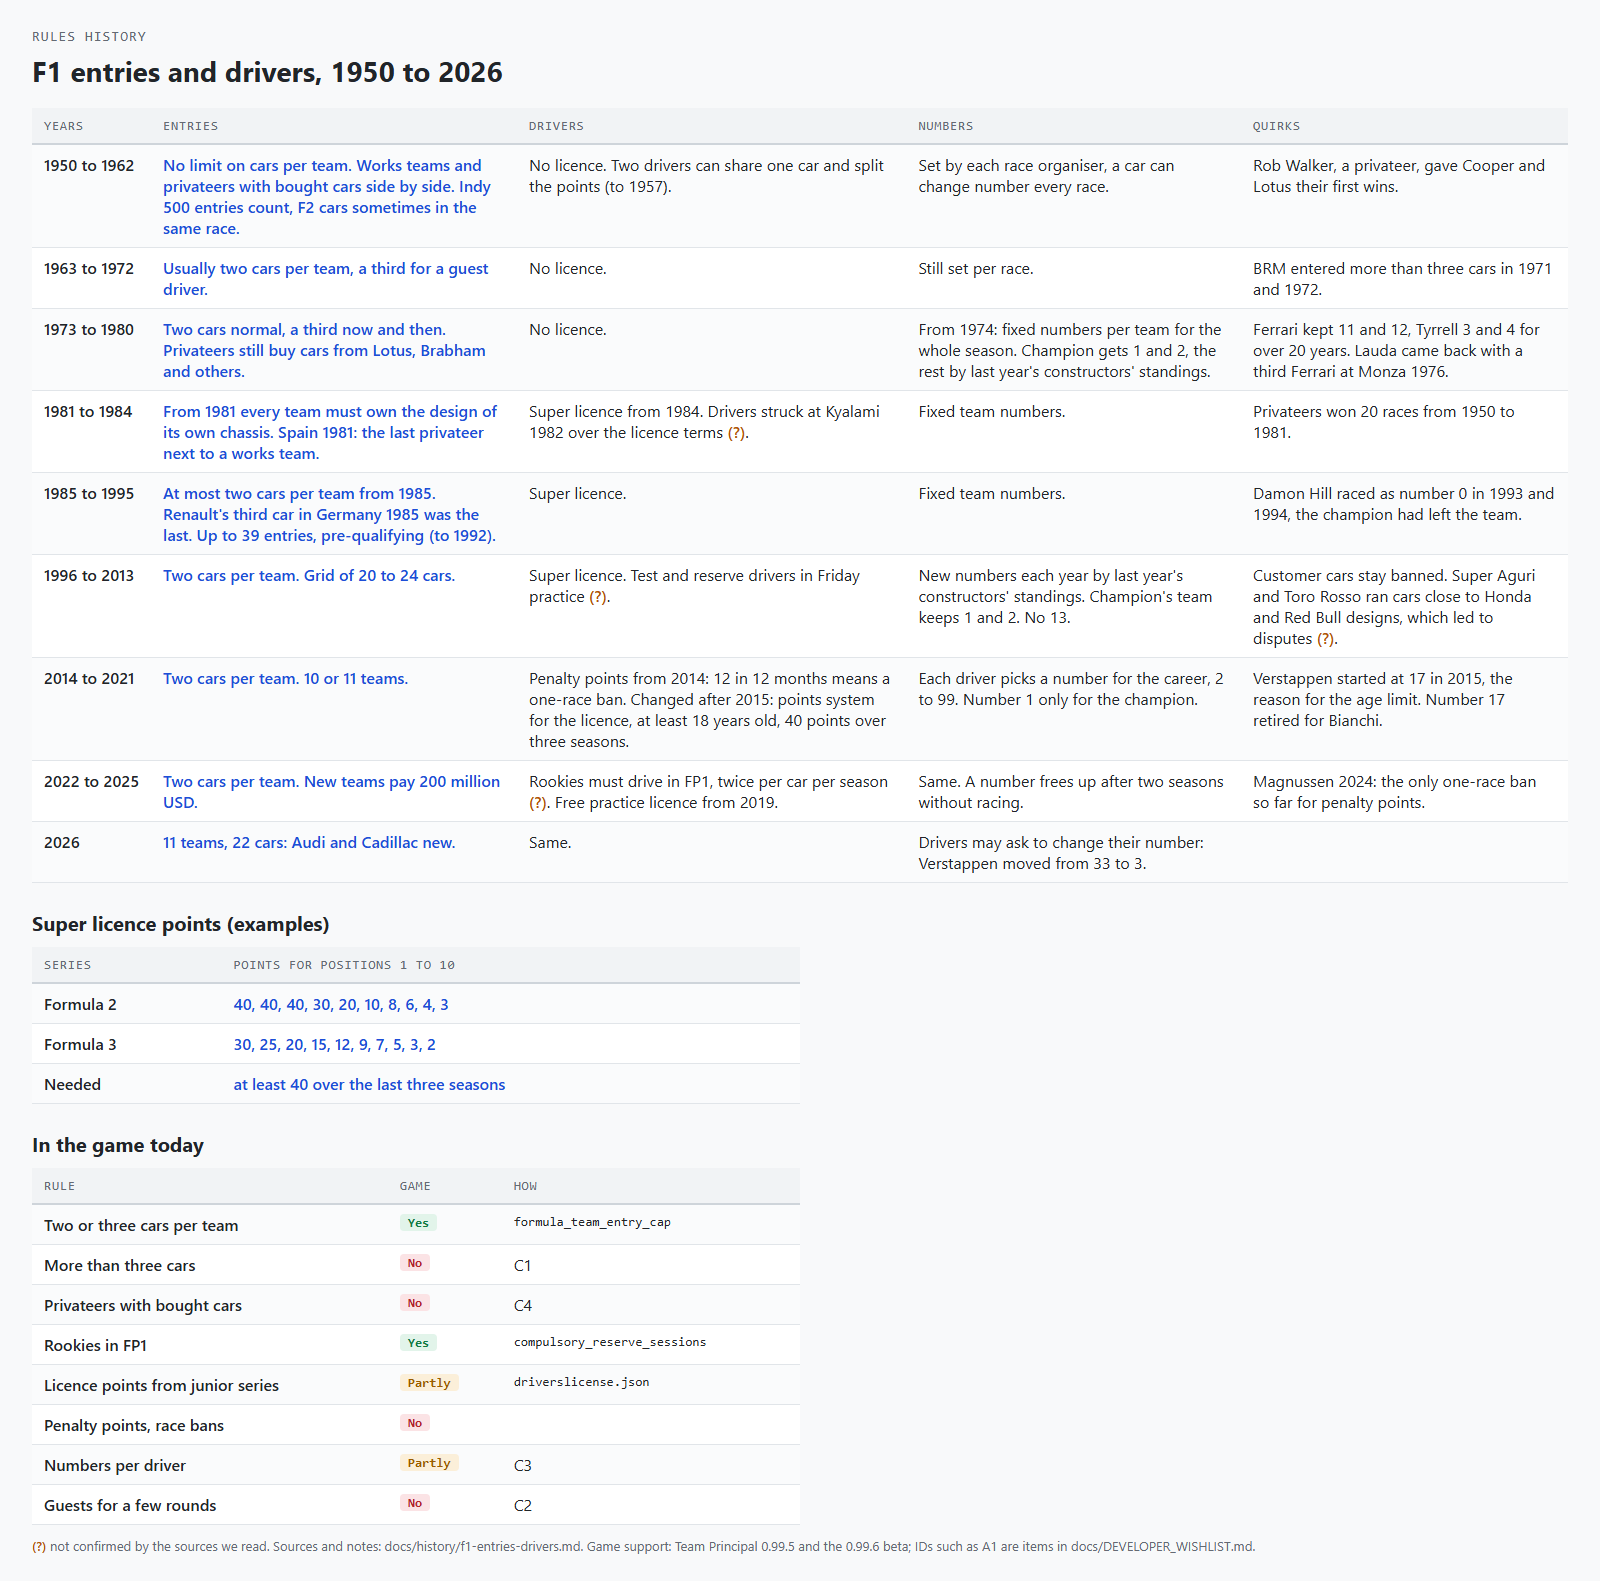 RULES HISTORY
F1 entries and drivers, 1950 to 2026
YEARS ENTRIES DRIVERS NUMBERS QUIRKS
1950 to 1962 No limit on cars per team. Works teams and No licence. Two drivers can share one car and split Set by each race organiser, a car can Rob Walker, a privateer, gave Cooper and
privateers with bought cars side by side. Indy the points (to 1957). change number every race. Lotus their first wins.
500 entries count, F2 cars sometimes in the
same race.
1963 to 1972 Usually two cars per team, a third for a guest No licence. Still set per race. BRM entered more than three cars in 1971
driver. and 1972.
1973 to 1980 Two cars normal, a third now and then. No licence. From 1974: fixed numbers per team for the Ferrari kept 11 and 12, Tyrrell 3 and 4 for
Privateers still buy cars from Lotus, Brabham whole season. Champion gets 1 and 2, the over 20 years. Lauda came back with a
and others. rest by last year's constructors' standings. third Ferrari at Monza 1976.
1981 to 1984 From 1981 every team must own the design of Super licence from 1984. Drivers struck at Kyalami Fixed team numbers. Privateers won 20 races from 1950 to
its own chassis. Spain 1981: the last privateer 1982 over the licence terms (?). 1981.
next to a works team.
1985 to 1995 At most two cars per team from 1985. Super licence. Fixed team numbers. Damon Hill raced as number 0 in 1993 and
Renault's third car in Germany 1985 was the 1994, the champion had left the team.
last. Up to 39 entries, pre-qualifying (to 1992).
1996 to 2013 Two cars per team. Grid of 20 to 24 cars. Super licence. Test and reserve drivers in Friday New numbers each year by last year's Customer cars stay banned. Super Aguri
practice (?). constructors' standings. Champion's team and Toro Rosso ran cars close to Honda
keeps 1 and 2. No 13. and Red Bull designs, which led to
disputes (?).
2014 to 2021 Two cars per team. 10 or 11 teams. Penalty points from 2014: 12 in 12 months means a Each driver picks a number for the career, 2 Verstappen started at 17 in 2015, the
one-race ban. Changed after 2015: points system to 99. Number 1 only for the champion. reason for the age limit. Number 17
for the licence, at least 18 years old, 40 points over retired for Bianchi.
three seasons.
2022 to 2025 Two cars per team. New teams pay 200 million Rookies must drive in FP1, twice per car per season Same. A number frees up after two seasons Magnussen 2024: the only one-race ban
USD. (?). Free practice licence from 2019. without racing. so far for penalty points.
2026 11 teams, 22 cars: Audi and Cadillac new. Same. Drivers may ask to change their number:
Verstappen moved from 33 to 3.
Super licence points (examples)
SERIES POINTS FOR POSITIONS 1 TO 10
Formula 2 40, 40, 40, 30, 20, 10, 8, 6, 4, 3
Formula 3 30, 25, 20, 15, 12, 9, 7, 5, 3, 2
Needed at least 40 over the last three seasons
In the game today
RULE GAME HOW
Two or three cars per team Yes formula_team_entry_cap
More than three cars No C1
Privateers with bought cars No C4
Rookies in FP1 Yes compulsory_reserve_sessions
Licence points from junior series Partly driverslicense.json
Penalty points, race bans No
Numbers per driver Partly C3
Guests for a few rounds No C2
(?) not confirmed by the sources we read. Sources and notes: docs/history/f1-entries-drivers.md. Game support: Team Principal 0.99.5 and the 0.99.6 beta; IDs such as A1 are items in docs/DEVELOPER_WISHLIST.md.